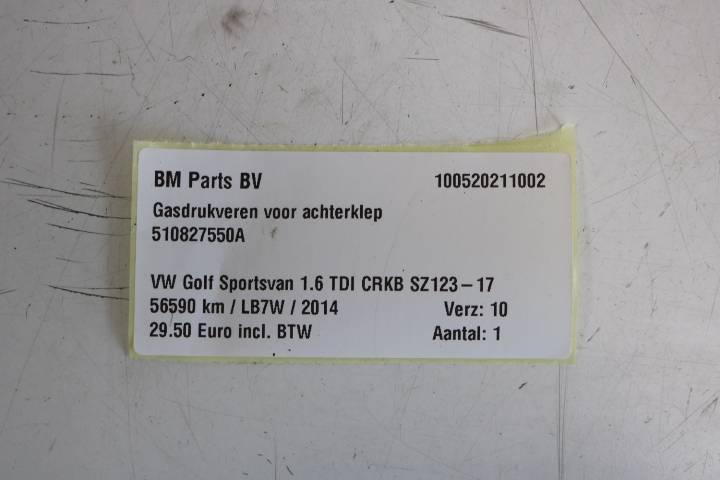 BM Parts BV 100520211002
Gasdrukveren voor achterklep
510827550A
VW Golf Sportsvan 1.6 TDI CRKB SZ123-17
56590 km / LB7W / 2014 Verz: 10
29.50 Euro incl. BTW Aantal: 1